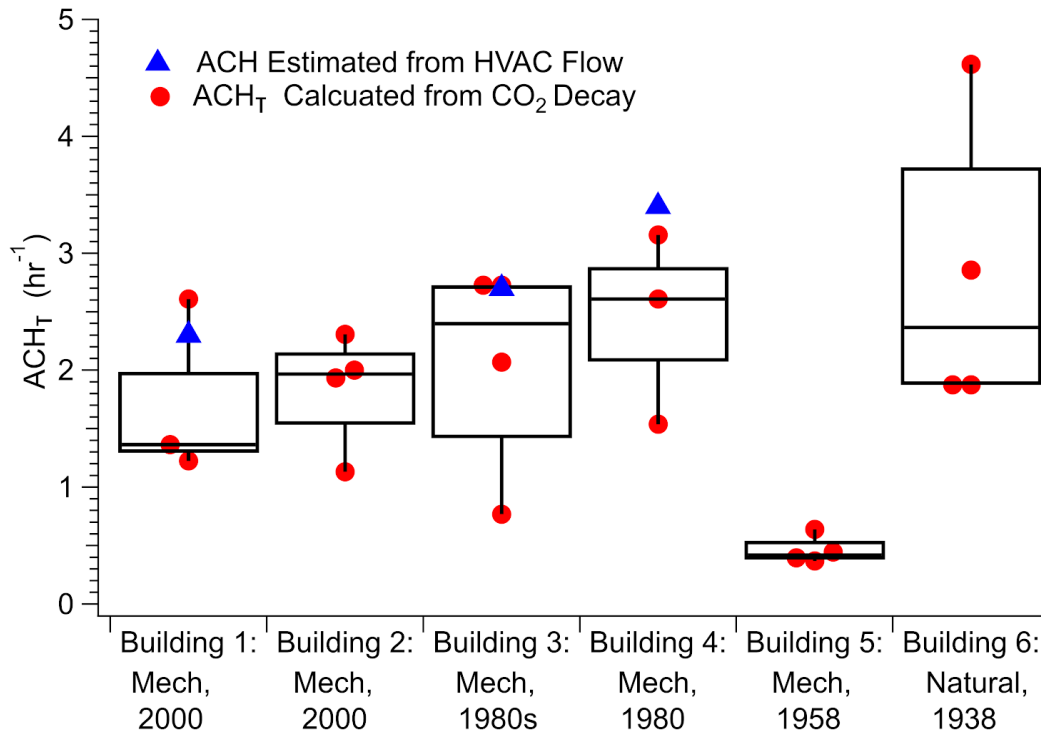 5
4
3
2
1
0
ACH_T (hr^-1)
ACH Estimated from HVAC Flow
ACH_T Calcuated from CO_2 Decay
Building 1:
Mech,
2000
Building 2:
Mech,
2000
Building 3:
Mech,
1980s
Building 4:
Mech,
1980
Building 5:
Mech,
1958
Building 6:
Natural,
1938